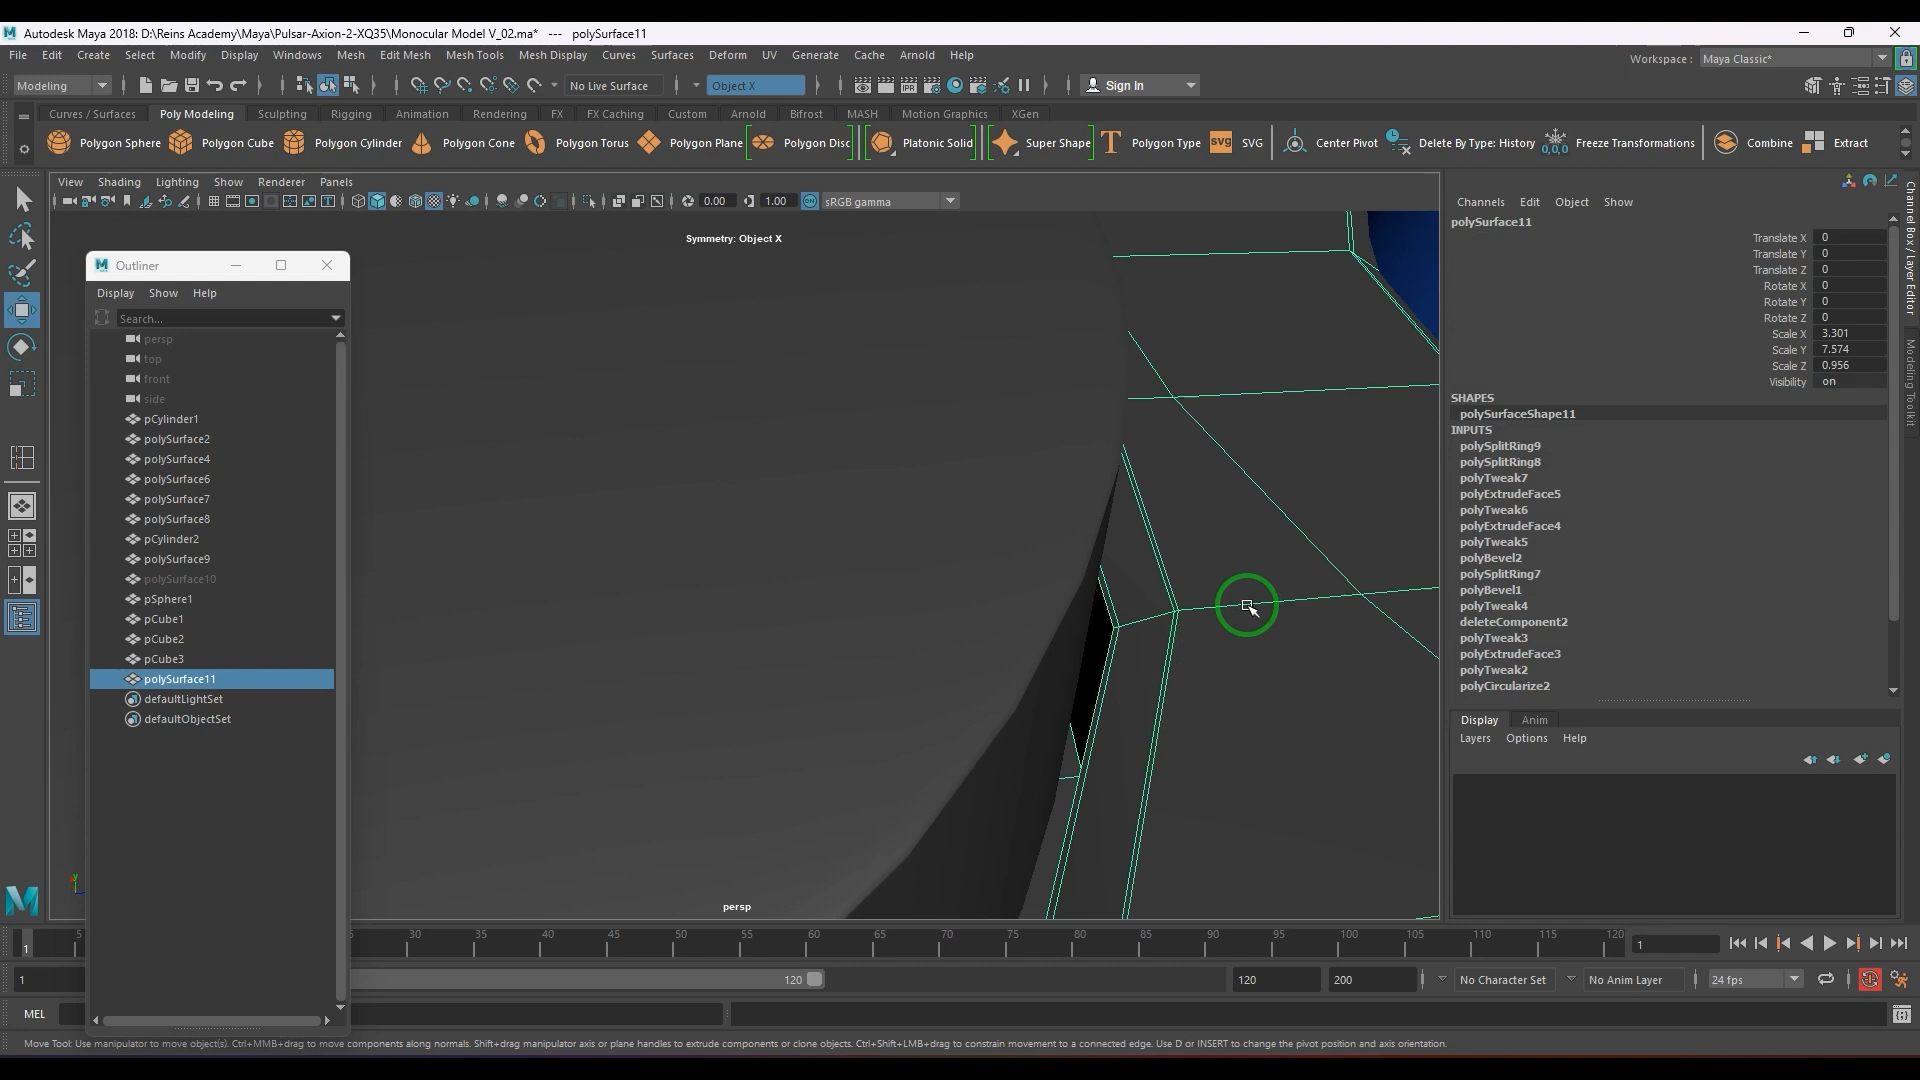 Autodesk Maya 2018: D:\Reins Academy\Maya\Pulsar-Axion-2-XQ35\Monocular Model V_02.ma* --- polySurface11
File Edit Create Select Modify Display Windows Mesh Edit Mesh Mesh Tools Mesh Display Curves Surfaces Deform UV Generate Cache Arnold Help
Workspace : Maya Classic*
Modeling No Live Surface Object X Sign In
Curves / Surfaces Poly Modeling Sculpting Rigging Animation Rendering FX FX Caching Custom Arnold Bifrost MASH Motion Graphics XGen
Polygon Sphere Polygon Cube Polygon Cylinder Polygon Cone Polygon Torus Polygon Plane Polygon Disc Platonic Solid Super Shape Polygon Type SVG Center Pivot Delete By Type: History Freeze Transformations Combine Extract
View Shading Lighting Show Renderer Panels
0.00 1.00 sRGB gamma
Symmetry: Object X
persp
Outliner
Display Show Help
Search...
persp
top
front
side
pCylinder1
polySurface2
polySurface4
polySurface6
polySurface7
polySurface8
pCylinder2
polySurface9
polySurface10
pSphere1
pCube1
pCube2
pCube3
polySurface11
defaultLightSet
defaultObjectSet
Channels Edit Object Show
polySurface11
Translate X 0
Translate Y 0
Translate Z 0
Rotate X 0
Rotate Y 0
Rotate Z 0
Scale X 3.301
Scale Y 7.574
Scale Z 0.956
Visibility on
SHAPES
polySurfaceShape11
INPUTS
polySplitRing9
polySplitRing8
polyTweak7
polyExtrudeFace5
polyTweak6
polyExtrudeFace4
polyTweak5
polyBevel2
polySplitRing7
polyBevel1
polyTweak4
deleteComponent2
polyTweak3
polyExtrudeFace3
polyTweak2
polyCircularize2
Display Anim
Layers Options Help
Channel Box / Layer Editor
Modeling Toolkit
1 5 30 35 40 45 50 55 60 65 70 75 80 85 90 95 100 105 110 115 120 1
1 120 120 200 No Character Set No Anim Layer 24 fps
MEL
Move Tool: Use manipulator to move object(s). Ctrl+MMB+drag to move components along normals. Shift+drag manipulator axis or plane handles to extrude components or clone objects. Ctrl+Shift+LMB+drag to constrain movement to a connected edge. Use D or INSERT to change the pivot position and axis orientation.